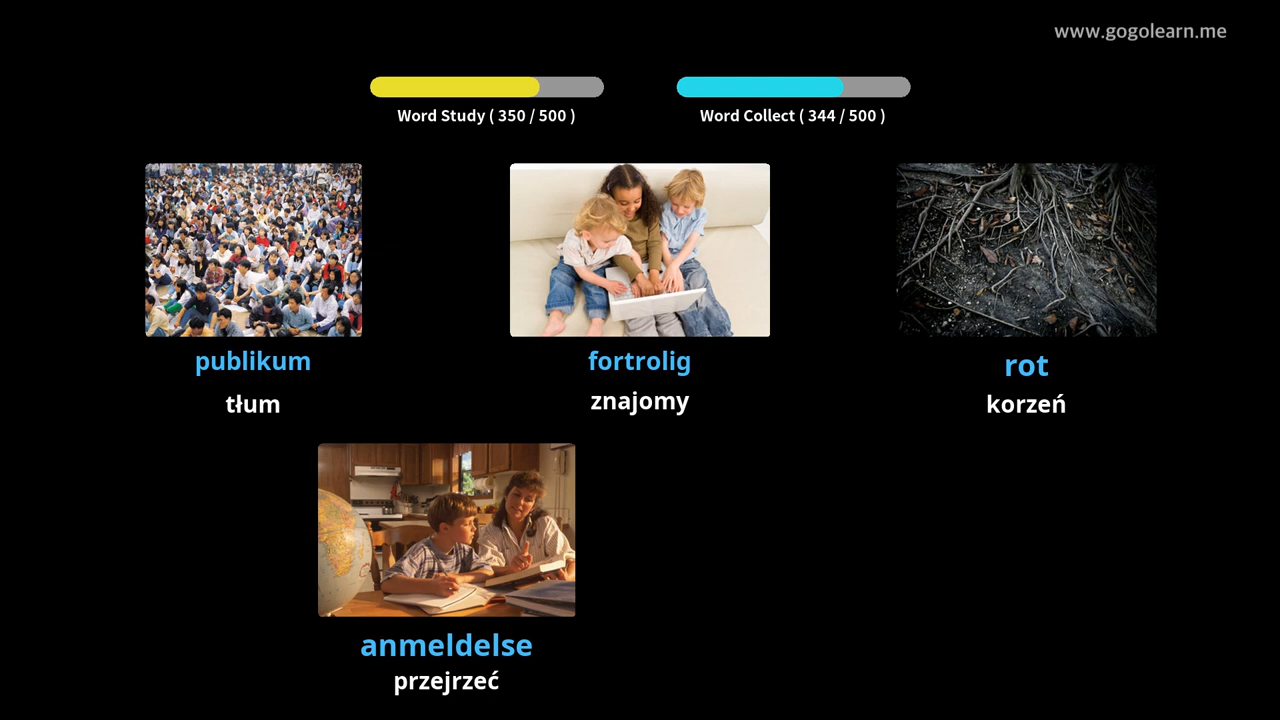 www.gogolearn.me
Word Study ( 350 / 500 )
Word Collect ( 344 / 500 )
publikum
tłum
fortrolig
znajomy
rot
korzeń
anmeldelse
przejrzeć